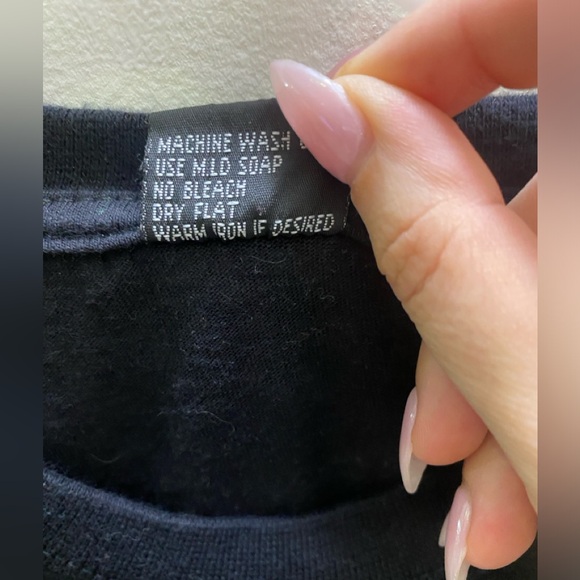 MACHINE WASH
USE MILD SOAP
NO BLEACH
DRY FLAT
WARM IRON IF DESIRED